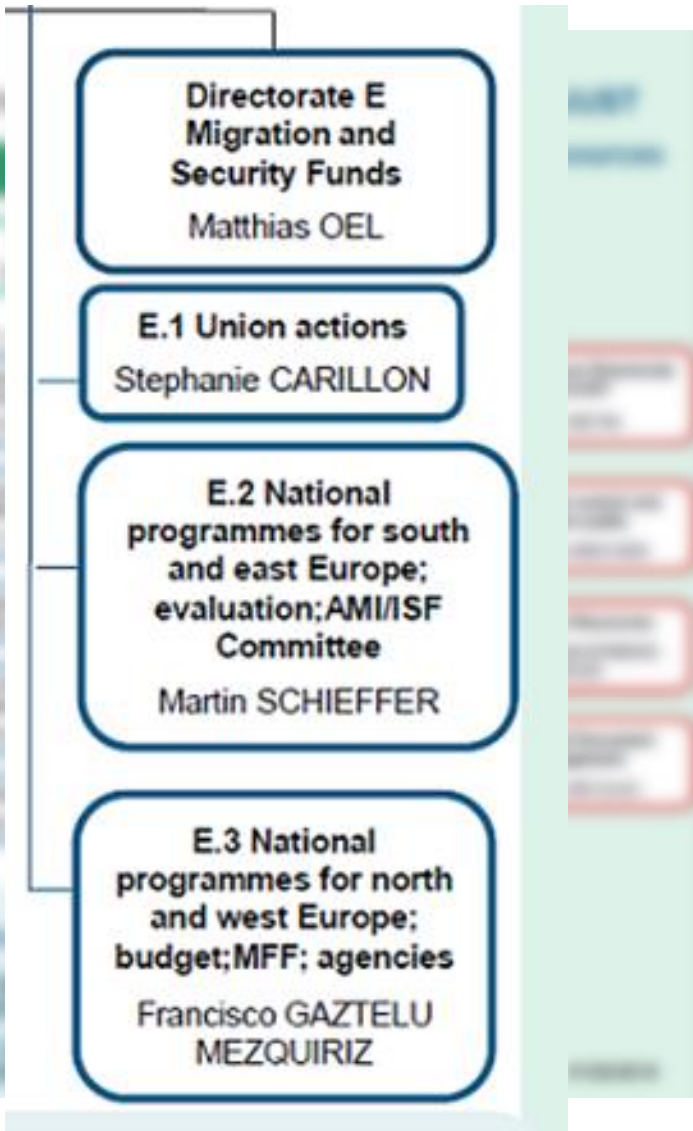 Directorate E
Migration and
Security Funds
Matthias OEL
E.1 Union actions
Stephanie CARILLON
E.2 National
programmes for south
and east Europe;
evaluation;AMI/ISF
Committee
Martin SCHIEFFER
E.3 National
programmes for north
and west Europe;
budget;MFF; agencies
Francisco GAZTELU
MEZQUIRIZ